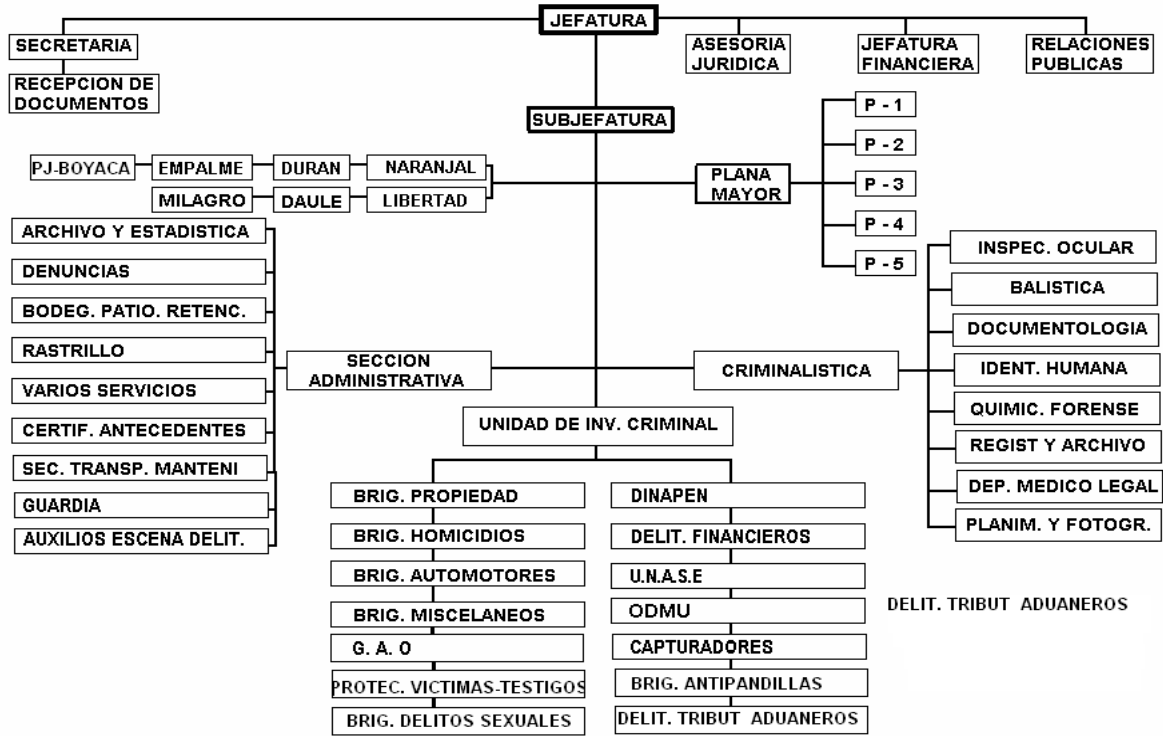 JEFATURA
SECRETARIA
ASESORIA
JURIDICA
JEFATURA
FINANCIERA
RELACIONES
PUBLICAS
RECEPCION DE
DOCUMENTOS
SUBJEFATURA
P - 1
P - 2
P - 3
P - 4
P - 5
PLANA
MAYOR
PJ-BOYACA
EMPALME
DURAN
NARANJAL
MILAGRO
DAULE
LIBERTAD
ARCHIVO Y ESTADISTICA
DENUNCIAS
BODEG. PATIO. RETENC.
RASTRILLO
VARIOS SERVICIOS
CERTIF. ANTECEDENTES
SEC. TRANSP. MANTENI
GUARDIA
AUXILIOS ESCENA DELIT.
SECCION
ADMINISTRATIVA
CRIMINALISTICA
INSPEC. OCULAR
BALISTICA
DOCUMENTOLOGIA
IDENT. HUMANA
QUIMIC. FORENSE
REGIST Y ARCHIVO
DEP. MEDICO LEGAL
PLANIM. Y FOTOGR.
UNIDAD DE INV. CRIMINAL
BRIG. PROPIEDAD
BRIG. HOMICIDIOS
BRIG. AUTOMOTORES
BRIG. MISCELANEOS
G. A. O
PROTEC. VICTIMAS-TESTIGOS
BRIG. DELITOS SEXUALES
DINAPEN
DELIT. FINANCIEROS
U.N.A.S.E
ODMU
CAPTURADORES
BRIG. ANTIPANDILLAS
DELIT. TRIBUT ADUANEROS
DELIT. TRIBUT ADUANEROS